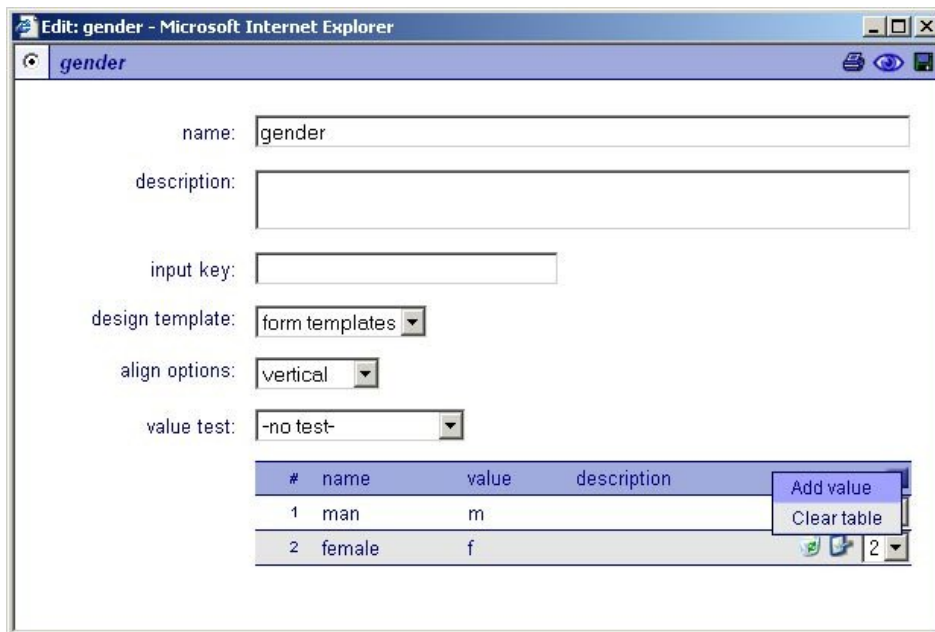 Edit: gender - Microsoft Internet Explorer
gender
name: gender
description:
input key:
design template: form templates
align options: vertical
value test: -no test-
# name value description
Add value
1 man m
Clear table
2 female f 2